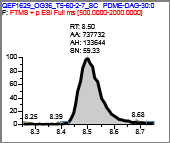 QEF1629_OG36_T5-60-2-7_SC PDME-DAG-30:0
F: FTMS + p ESI Full ms [500.0000-2000.0000]
RT: 8.50
AA: 737732
AH: 133644
SN: 59.33
100
80
60
40
20
0
8.25 8.39 8.68
8.3 8.4 8.5 8.6 8.7